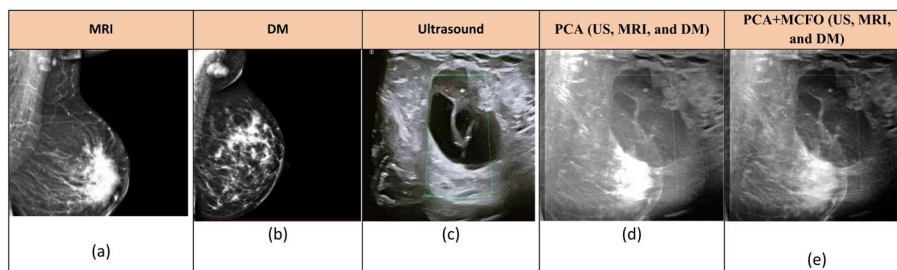 MRI
DM
Ultrasound
PCA (US, MRI, and DM)
PCA+MCFO (US, MRI,
and DM)
(a)
(b)
(c)
(d)
(e)